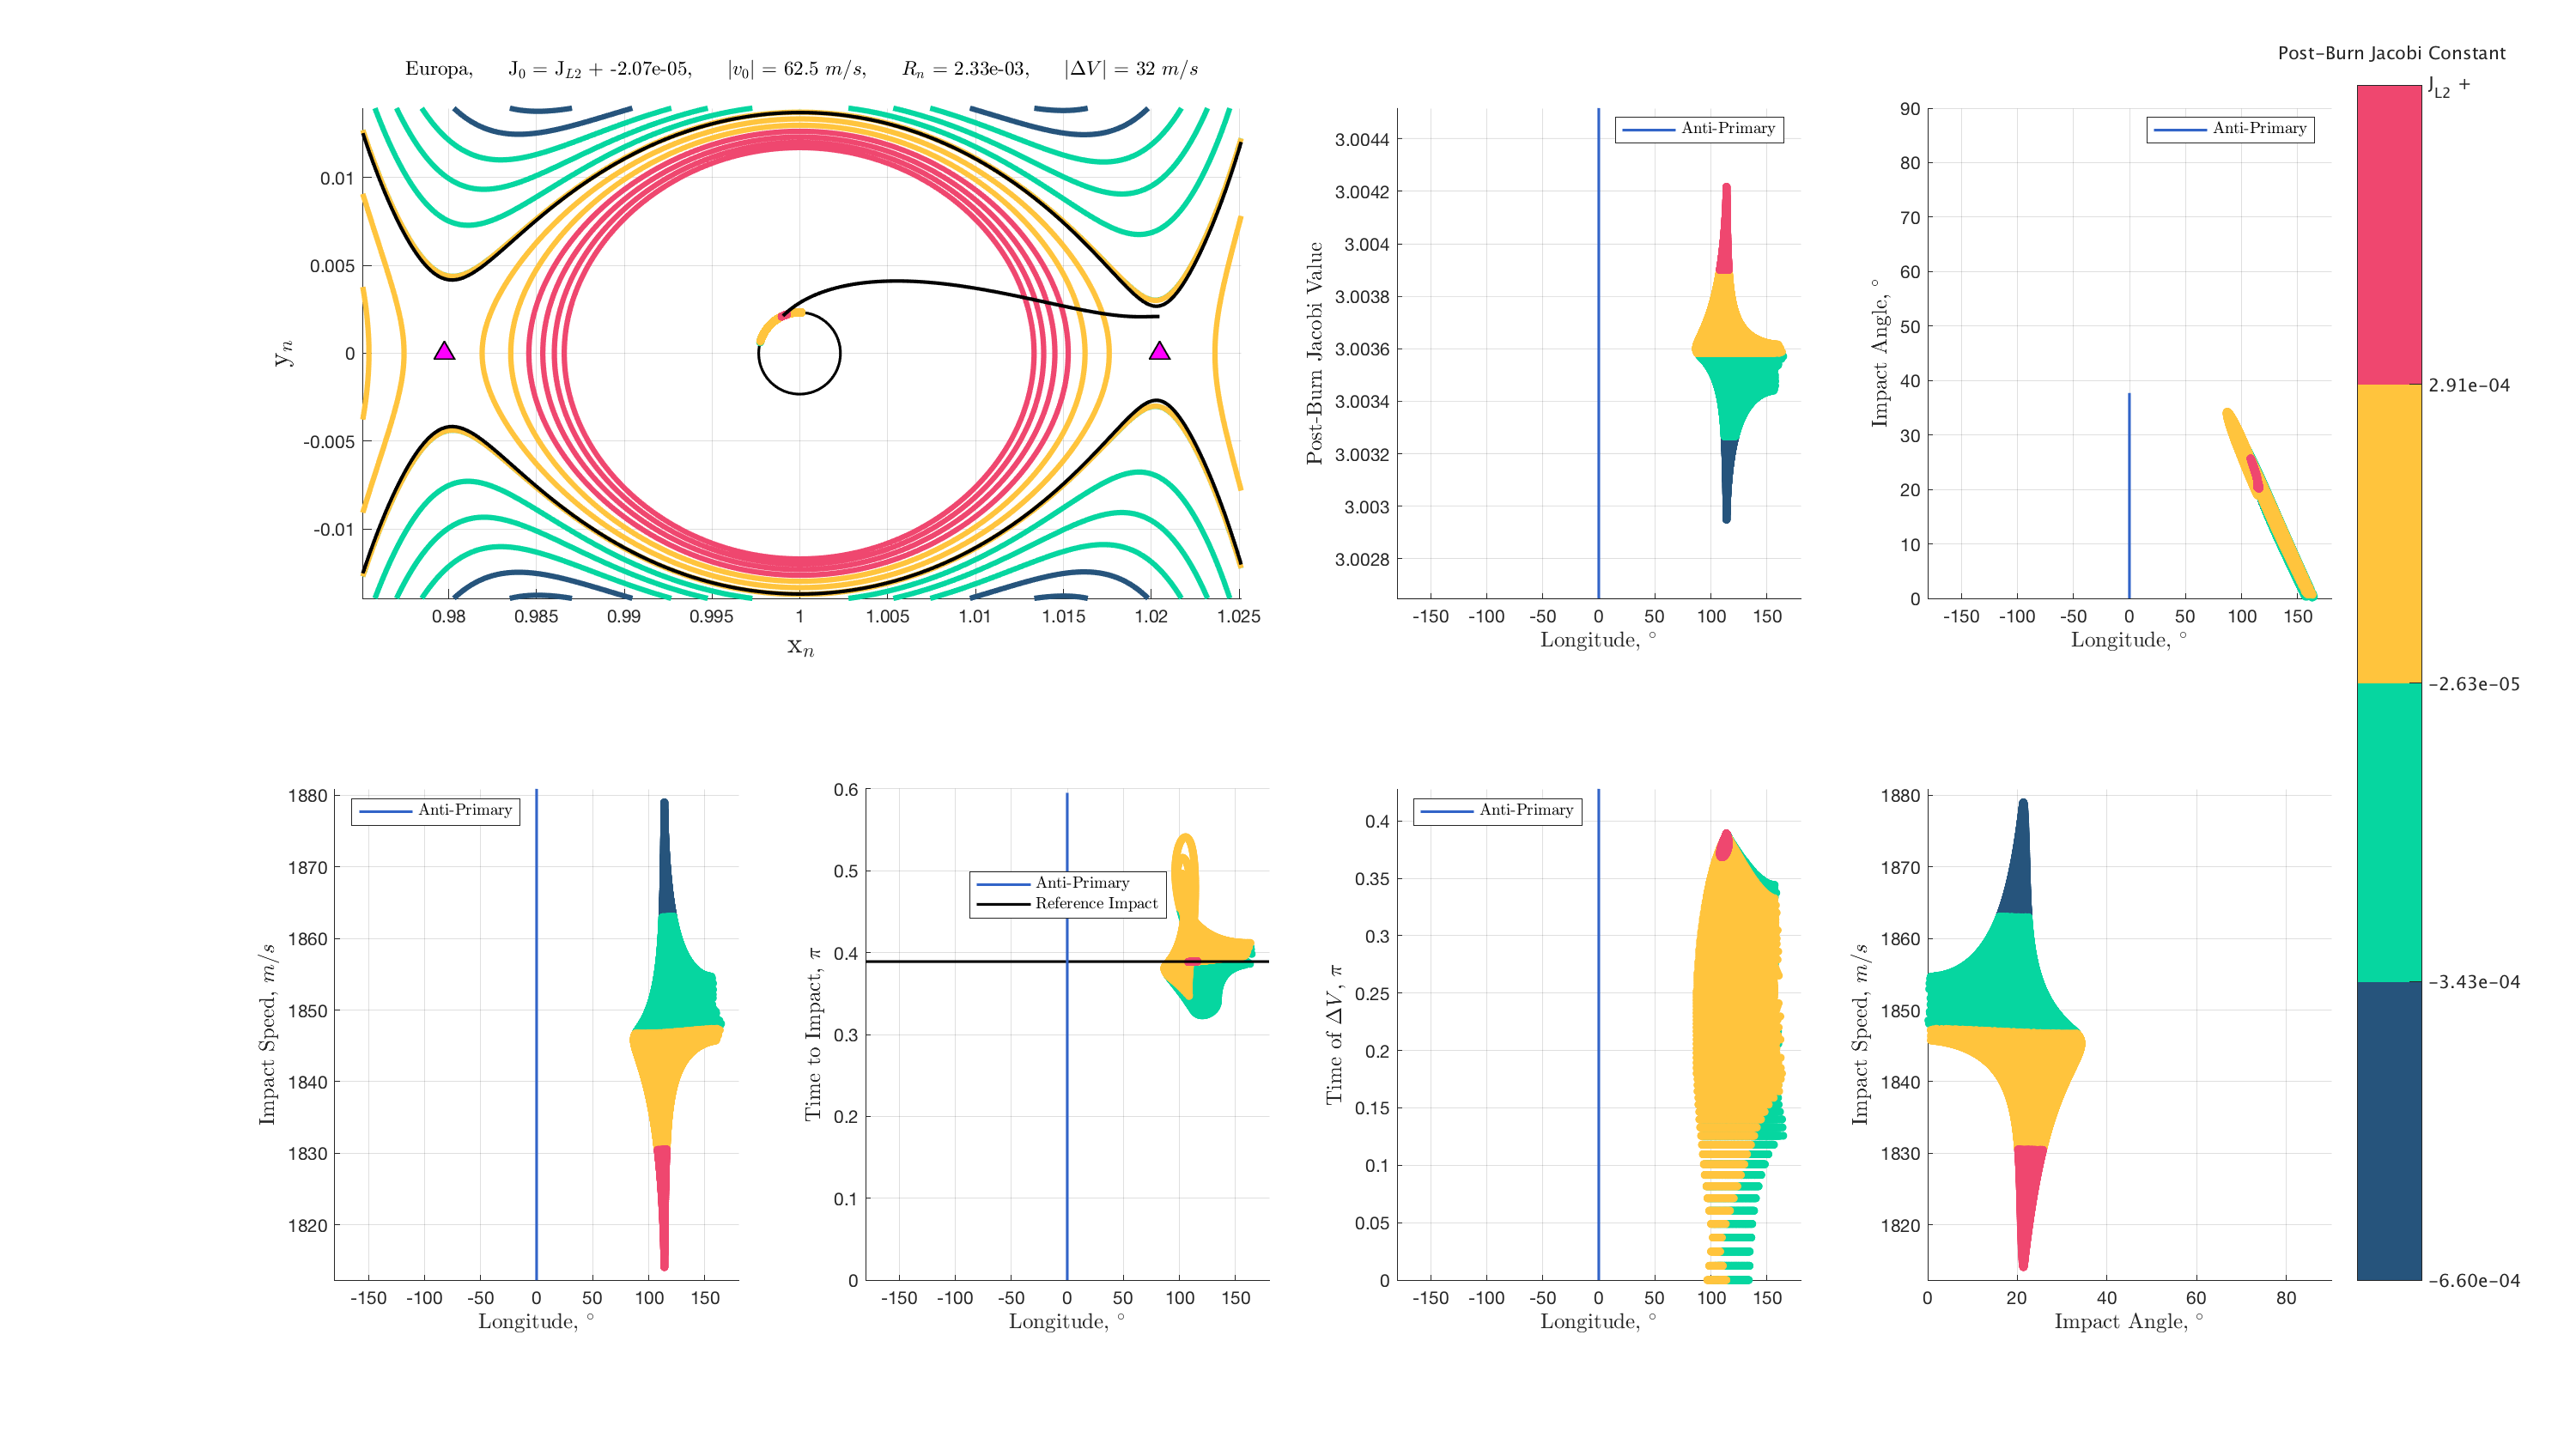 Europa, J0 = JL2 + -2.07e-05, |v0| = 62.5 m/s, Rn = 2.33e-03, |ΔV| = 32 m/s
yn
0.01
0.005
0
-0.005
-0.01
0.98 0.985 0.99 0.995 1 1.005 1.01 1.015 1.02 1.025
xn
Anti-Primary
Post-Burn Jacobi Value
3.0044
3.0042
3.004
3.0038
3.0036
3.0034
3.0032
3.003
3.0028
-150 -100 -50 0 50 100 150
Longitude, °
Anti-Primary
Impact Angle, °
90
80
70
60
50
40
30
20
10
0
-150 -100 -50 0 50 100 150
Longitude, °
Post-Burn Jacobi Constant
JL2 +
2.91e-04
-2.63e-05
-3.43e-04
-6.60e-04
Anti-Primary
Impact Speed, m/s
1880
1870
1860
1850
1840
1830
1820
-150 -100 -50 0 50 100 150
Longitude, °
Anti-Primary
Reference Impact
Time to Impact, π
0.6
0.5
0.4
0.3
0.2
0.1
0
-150 -100 -50 0 50 100 150
Longitude, °
Anti-Primary
Time of ΔV, π
0.4
0.35
0.3
0.25
0.2
0.15
0.1
0.05
0
-150 -100 -50 0 50 100 150
Longitude, °
Impact Speed, m/s
1880
1870
1860
1850
1840
1830
1820
0 20 40 60 80
Impact Angle, °